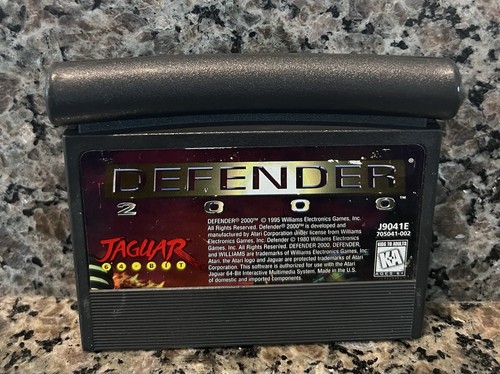 DEFENDER®
2000™
DEFENDER® 2000™ © 1995 Williams Electronics Games, Inc.
All Rights Reserved. Defender® 2000™ is developed and
manufactured by Atari Corporation under license from Williams
Electronics Games, Inc. Defender © 1980 Williams Electronics
Games, Inc. All Rights Reserved. DEFENDER 2000, DEFENDER,
and WILLIAMS are trademarks of Williams Electronics Games, Inc.
Atari, the Atari logo and Jaguar are protected trademarks of Atari
Corporation. This software is authorized for use with the Atari
Jaguar 64-Bit Interactive Multimedia System. Made in the U.S.
of domestic and imported components.
JAGUAR
64-BIT
J9041E
705041-002
KIDS TO ADULTS
K-A
AGES 6+